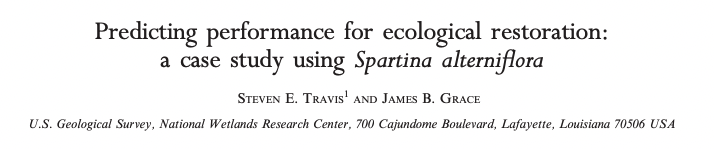 Predicting performance for ecological restoration:
a case study using Spartina alterniflora
Steven E. Travis1 and James B. Grace
U.S. Geological Survey, National Wetlands Research Center, 700 Cajundome Boulevard, Lafayette, Louisiana 70506 USA